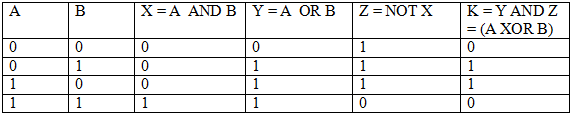 A B X = A AND B Y = A OR B Z = NOT X K = Y AND Z
= (A XOR B)
0 0 0 0 1 0
0 1 0 1 1 1
1 0 0 1 1 1
1 1 1 1 0 0